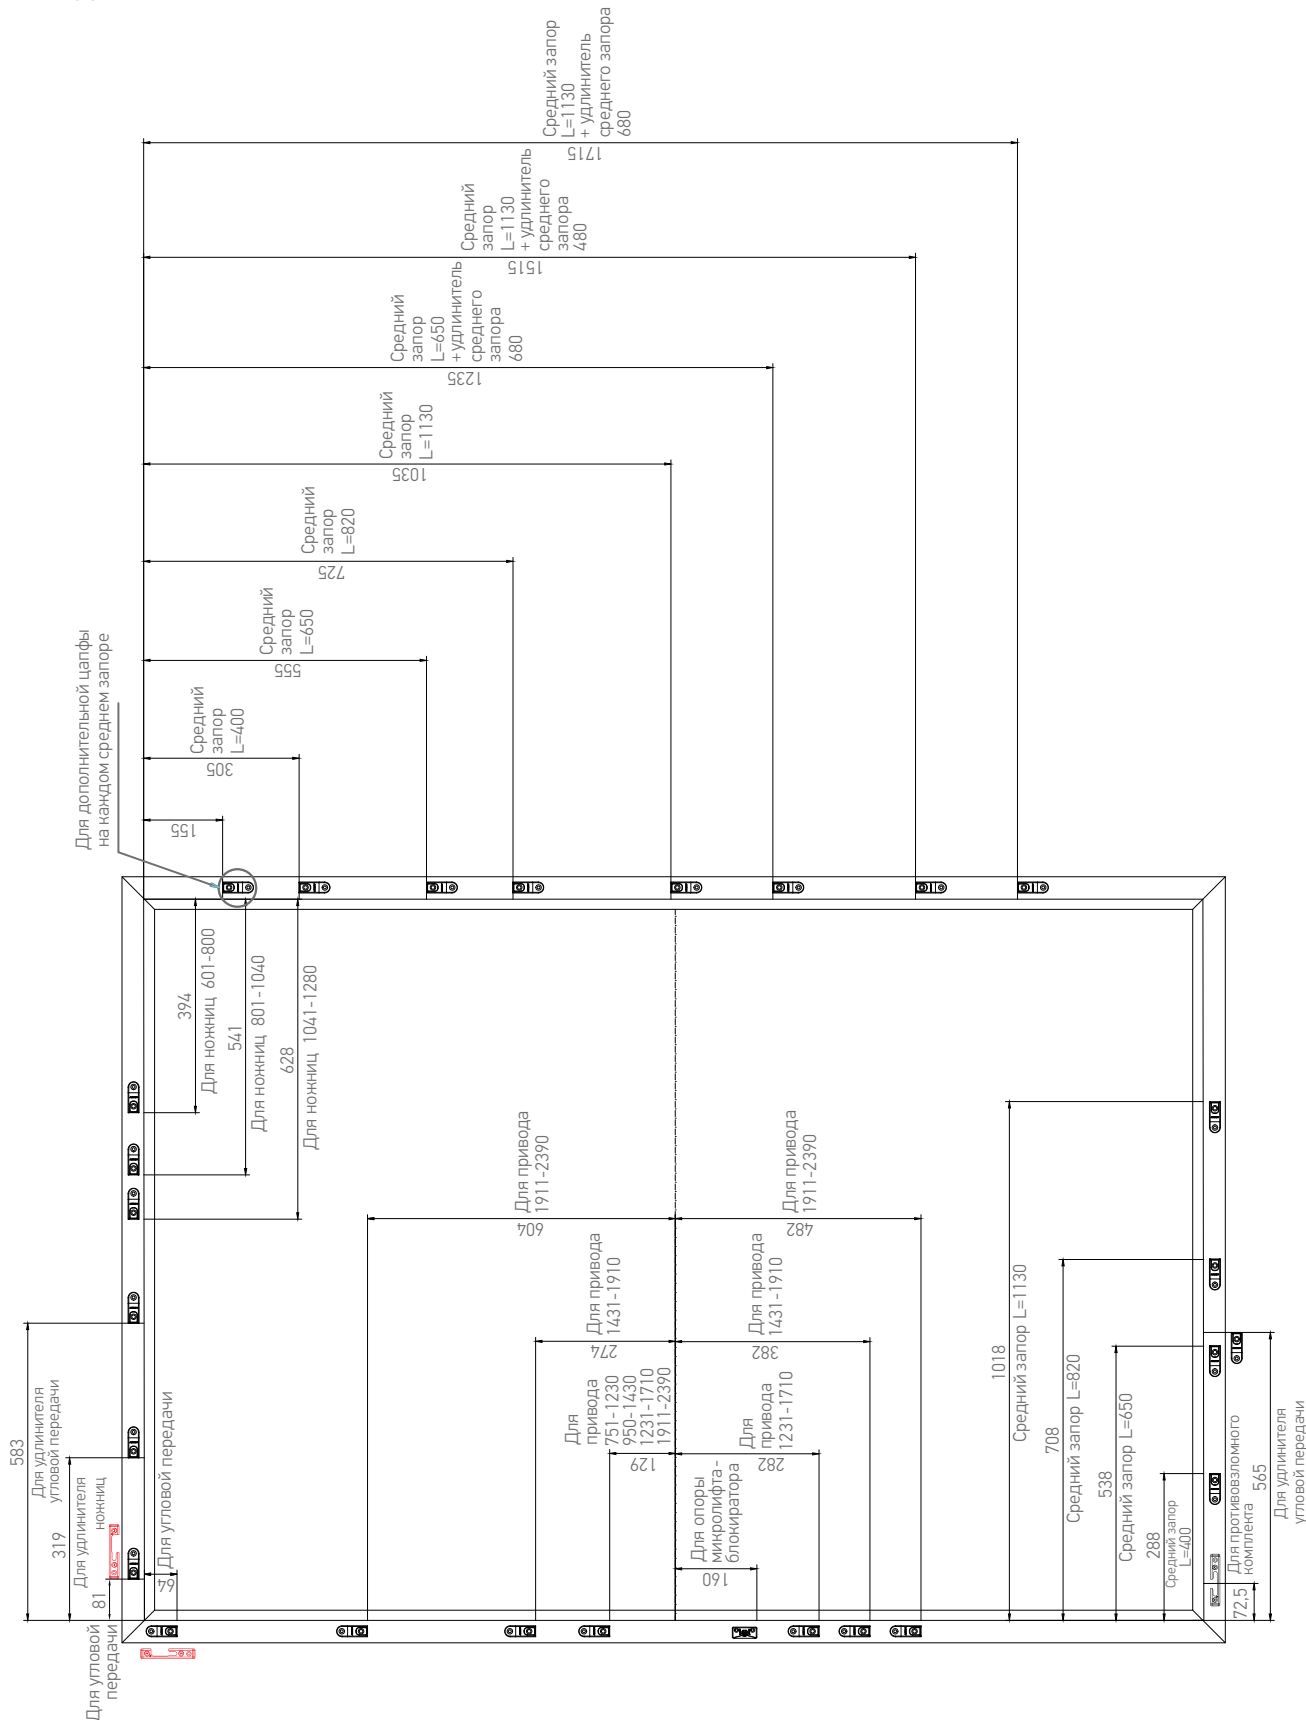 Средний запор
L=1130
+ удлинитель
среднего запора
680
1715
Средний
запор
L=1130
+ удлинитель
среднего
запора
480
1515
Средний
запор
L=650
+удлинитель
среднего
запора
680
1235
Средний
запор
L=1130
1035
Средний
запор
L=820
725
Средний
запор
L=650
555
Средний
запор
L=400
305
155
Для дополнительной цапфы
на каждом среднем запоре
394
Для ножниц 601-800
541
Для ножниц 801-1040
628
Для ножниц 1041-1280
Для привода
1911-2390
604
Для привода
1911-2390
482
Для привода
1431-1910
274
Для привода
1431-1910
382
Для
привода
751-1230
950-1430
1231-1710
1911-2390
129
Для
привода
1231-1710
282
Для опоры
микролифта-
блокиратора
160
583
Для удлинителя
угловой передачи
319
Для удлинителя
ножниц
81
Для угловой
передачи
64
Для угловой передачи
1018
Средний запор L=1130
708
Средний запор L=820
538
Средний запор L=650
288
Средний запор
L=400
72,5
Для противовзломного
комплекта
565
Для удлинителя
угловой передачи